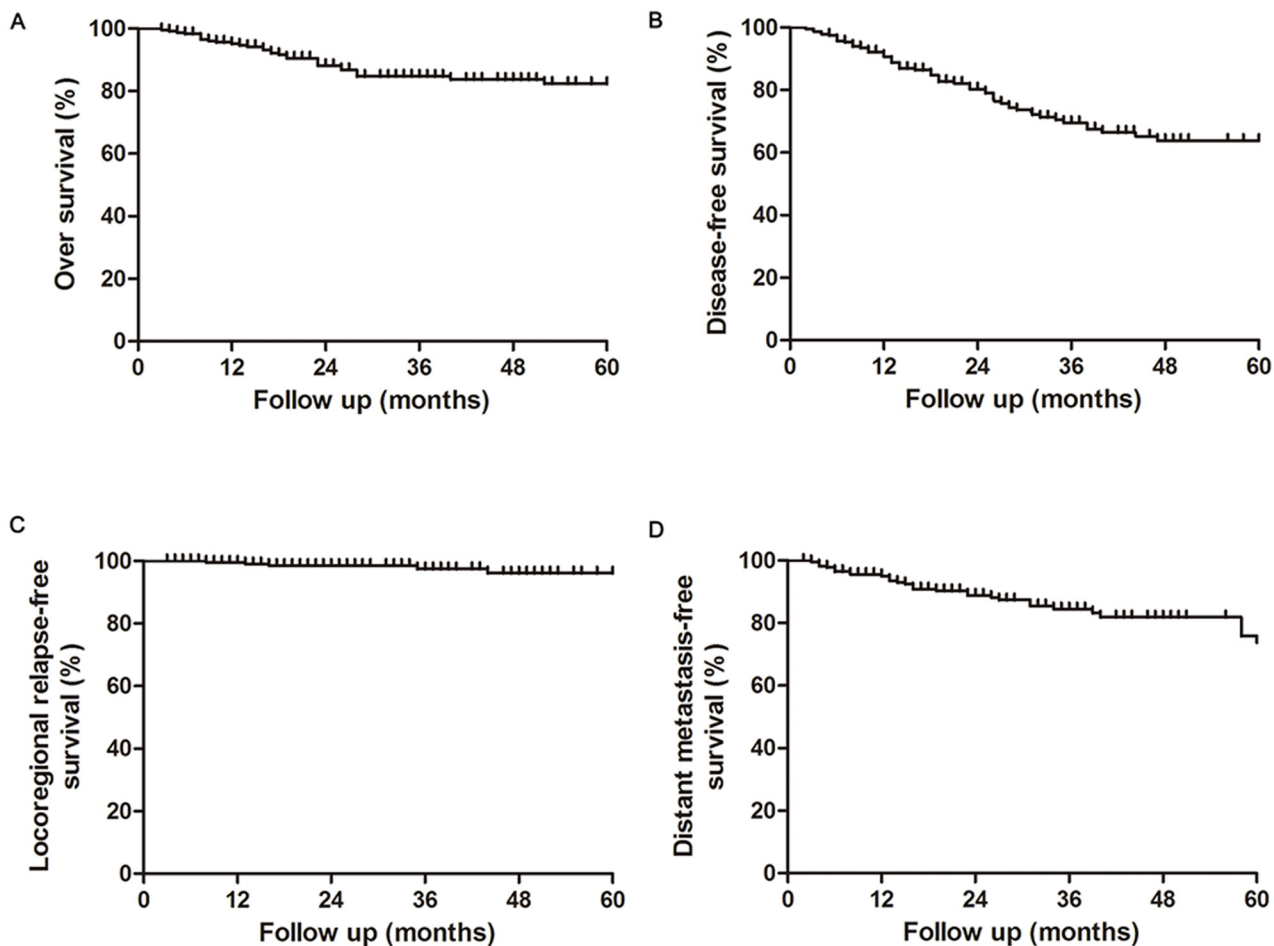 A
Over survival (%)
100
80
60
40
20
0
0 12 24 36 48 60
Follow up (months)
B
Disease-free survival (%)
100
80
60
40
20
0
0 12 24 36 48 60
Follow up (months)
C
Locoregional relapse-free
survival (%)
100
80
60
40
20
0
0 12 24 36 48 60
Follow up (months)
D
Distant metastasis-free
survival (%)
100
80
60
40
20
0
0 12 24 36 48 60
Follow up (months)